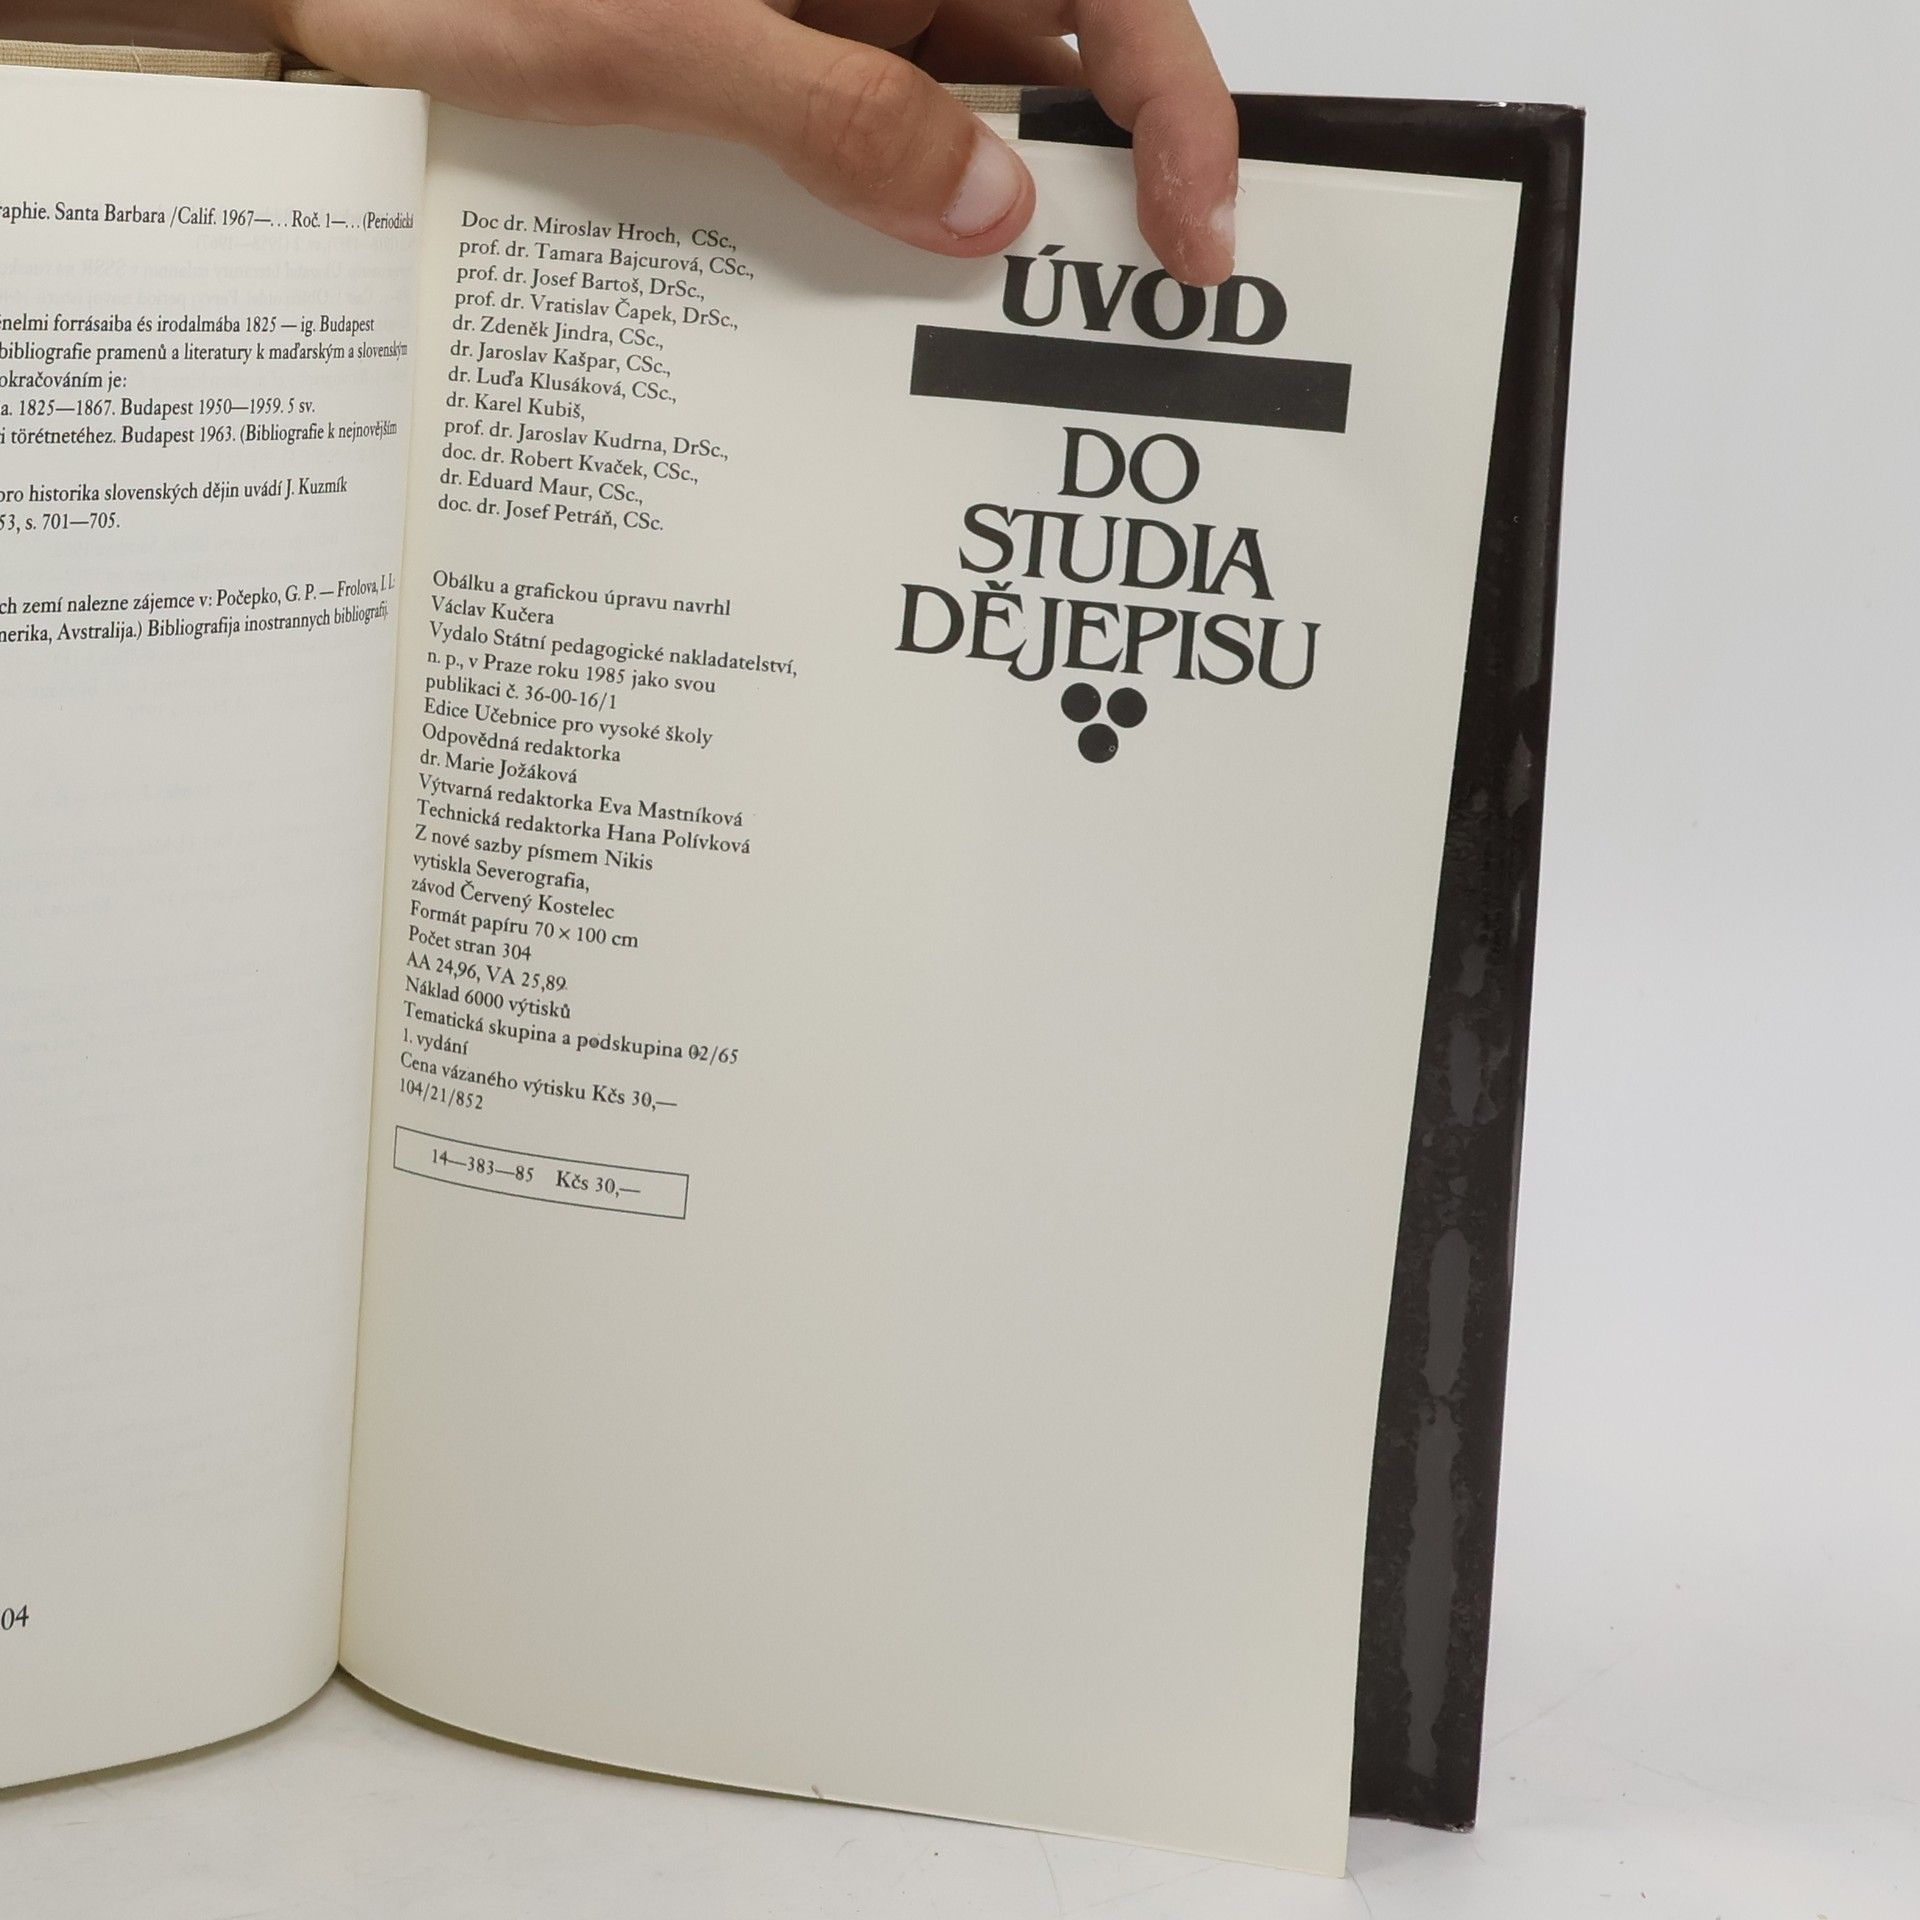 raphie. Santa Barbara /Calif. 1967—… Roč. 1—… (Periodická
énelmi forrásaiba és irodalmába 1825 — ig. Budapest
bibliografie pramenů a literatury k maďarským a slovenským
okračováním je:
a. 1825—1867. Budapest 1950—1959. 5 sv.
i törétnetéhez. Budapest 1963. (Bibliografie k nejnovějším
pro historika slovenských dějin uvádí J. Kuzmík
53, s. 701—705.
ch zemí nalezne zájemce v: Počepko, G. P. — Frolova, I. I.:
nerika, Avstralija.) Bibliografija inostrannych bibliografij.
04
Doc dr. Miroslav Hroch, CSc.,
prof. dr. Tamara Bajcurová, CSc.,
prof. dr. Josef Bartoš, DrSc.,
prof. dr. Vratislav Čapek, DrSc.,
dr. Zdeněk Jindra, CSc.,
dr. Jaroslav Kašpar, CSc.,
dr. Luďa Klusáková, CSc.,
dr. Karel Kubiš,
prof. dr. Jaroslav Kudrna, DrSc.,
doc. dr. Robert Kvaček, CSc.,
dr. Eduard Maur, CSc.,
doc. dr. Josef Petráň, CSc.
Obálku a grafickou úpravu navrhl
Václav Kučera
Vydalo Státní pedagogické nakladatelství,
n. p., v Praze roku 1985 jako svou
publikaci č. 36-00-16/1
Edice Učebnice pro vysoké školy
Odpovědná redaktorka
dr. Marie Jožáková
Výtvarná redaktorka Eva Mastníková
Technická redaktorka Hana Polívková
Z nové sazby písmem Nikis
vytiskla Severografia,
závod Červený Kostelec
Formát papíru 70 × 100 cm
Počet stran 304
AA 24,96, VA 25,89
Náklad 6000 výtisků
Tematická skupina a podskupina 02/65
1. vydání
Cena vázaného výtisku Kčs 30,—
104/21/852
14—383—85 Kčs 30,—
ÚVOD
DO
STUDIA
DĚJEPISU